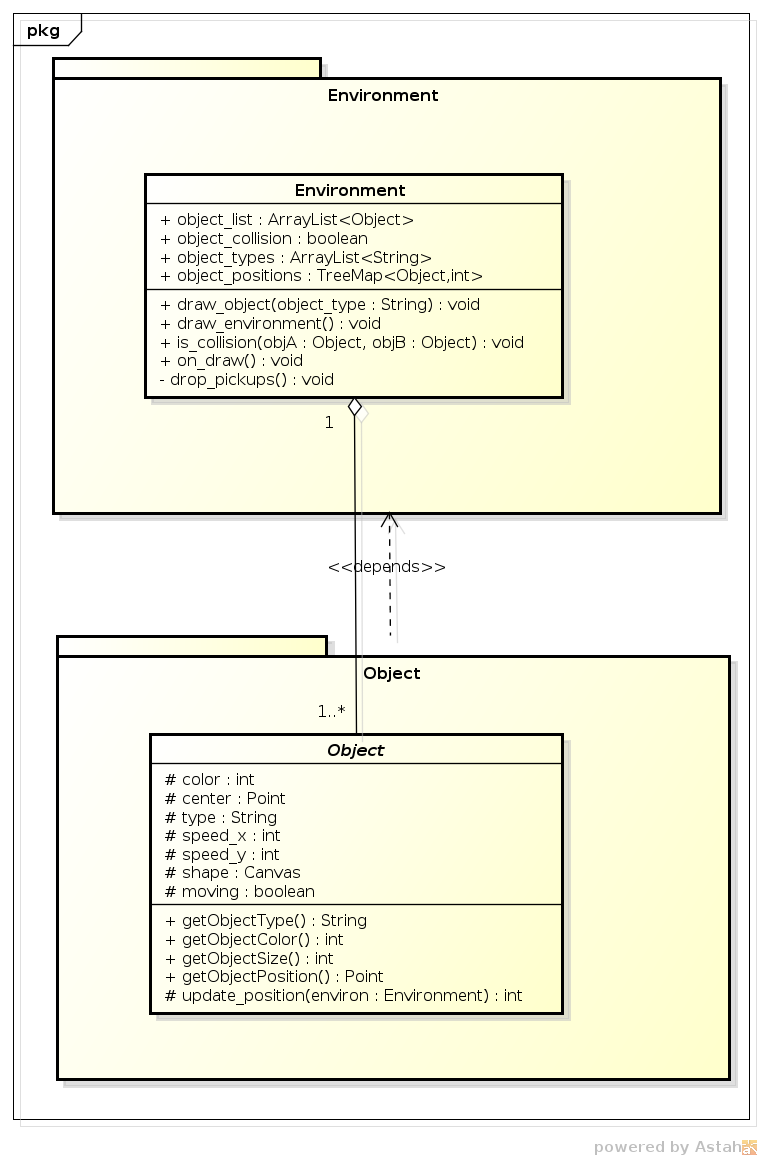 pkg
Environment
Environment
+ object_list : ArrayList<Object>
+ object_collision : boolean
+ object_types : ArrayList<String>
+ object_positions : TreeMap<Object,int>
+ draw_object(object_type : String) : void
+ draw_environment() : void
+ is_collision(objA : Object, objB : Object) : void
+ on_draw() : void
- drop_pickups() : void
1
<<depends>>
Object
1..*
Object
# color : int
# center : Point
# type : String
# speed_x : int
# speed_y : int
# shape : Canvas
# moving : boolean
+ getObjectType() : String
+ getObjectColor() : int
+ getObjectSize() : int
+ getObjectPosition() : Point
# update_position(environ : Environment) : int
powered by Astah